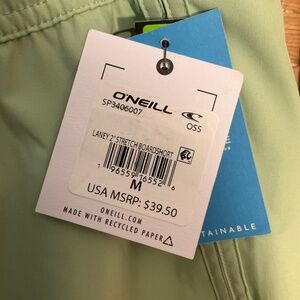 O'NEILL
SP3406007
OSS
LANEY 2" STRETCH BOARDSHORT
M
USA MSRP: $39.50
ONEILL.COM
MADE WITH RECYCLED PAPER